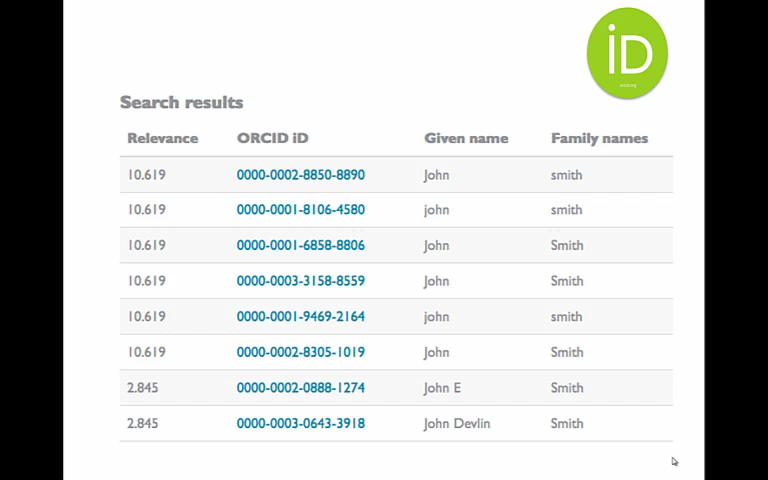 iD
Search results
Relevance ORCID iD Given name Family names
10.619 0000-0002-8850-8890 John smith
10.619 0000-0001-8106-4580 john smith
10.619 0000-0001-6858-8806 John Smith
10.619 0000-0003-3158-8559 John Smith
10.619 0000-0001-9469-2164 john smith
10.619 0000-0002-8305-1019 John Smith
2.845 0000-0002-0888-1274 John E Smith
2.845 0000-0003-0643-3918 John Devlin Smith